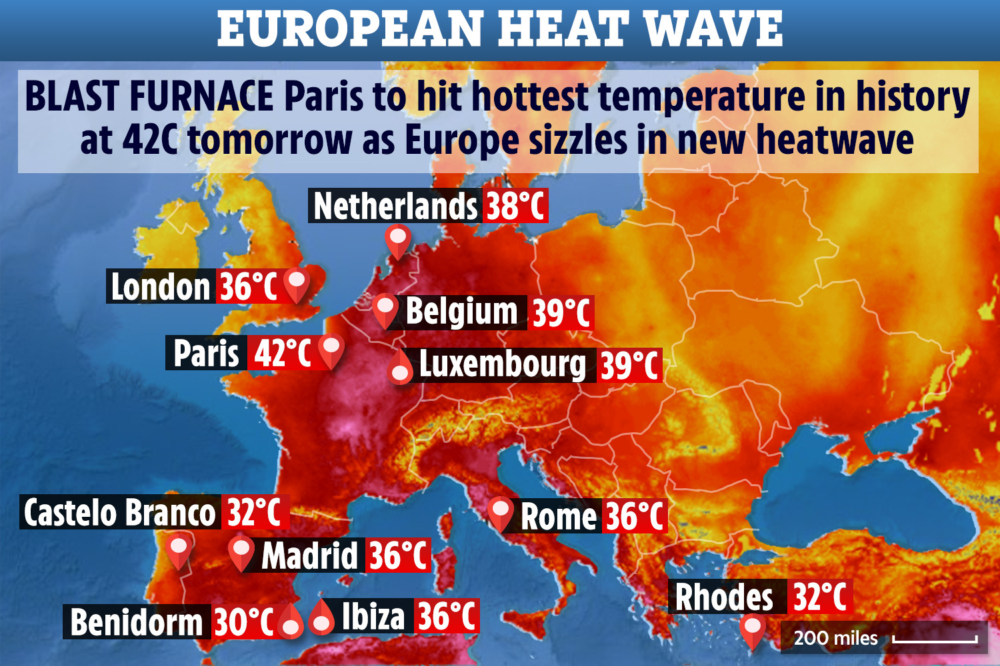 EUROPEAN HEAT WAVE
BLAST FURNACE Paris to hit hottest temperature in history
at 42C tomorrow as Europe sizzles in new heatwave
Netherlands 38°C
London 36°C
Belgium 39°C
Paris 42°C
Luxembourg 39°C
Castelo Branco 32°C
Rome 36°C
Madrid 36°C
Rhodes 32°C
Benidorm 30°C
Ibiza 36°C
200 miles